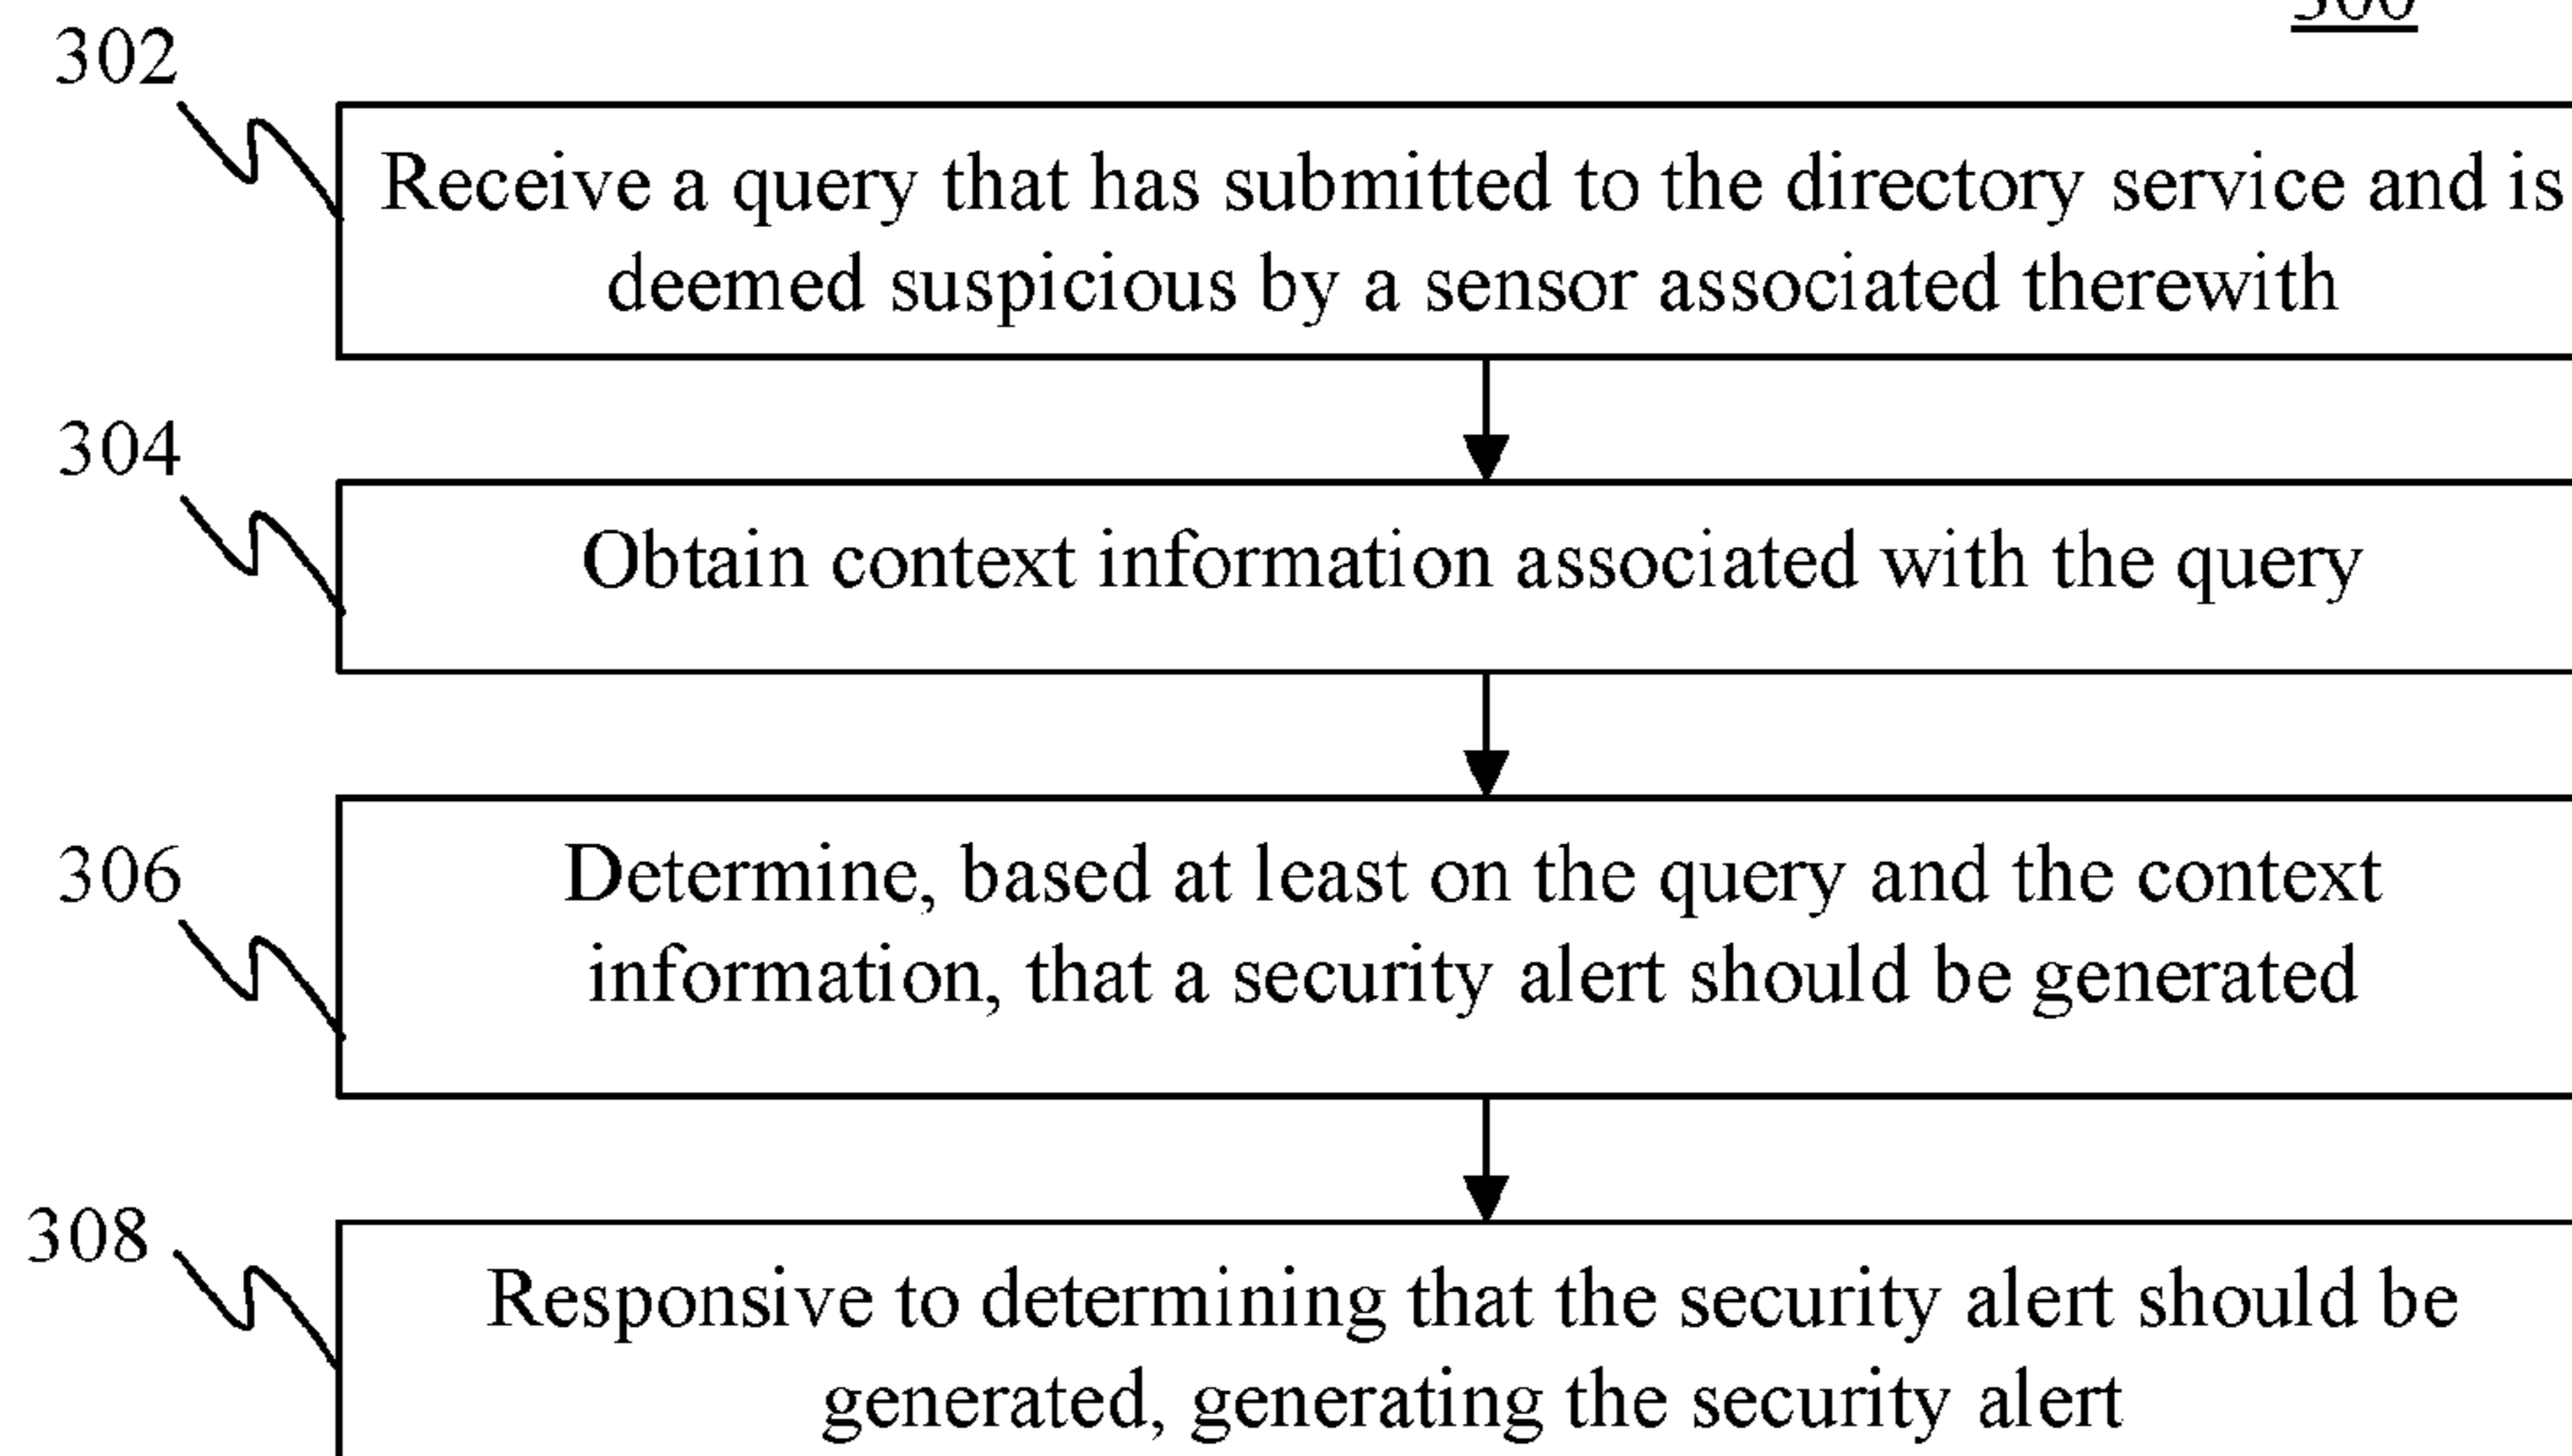 300
302
Receive a query that has submitted to the directory service and is
deemed suspicious by a sensor associated therewith
304
Obtain context information associated with the query
306
Determine, based at least on the query and the context
information, that a security alert should be generated
308
Responsive to determining that the security alert should be
generated, generating the security alert